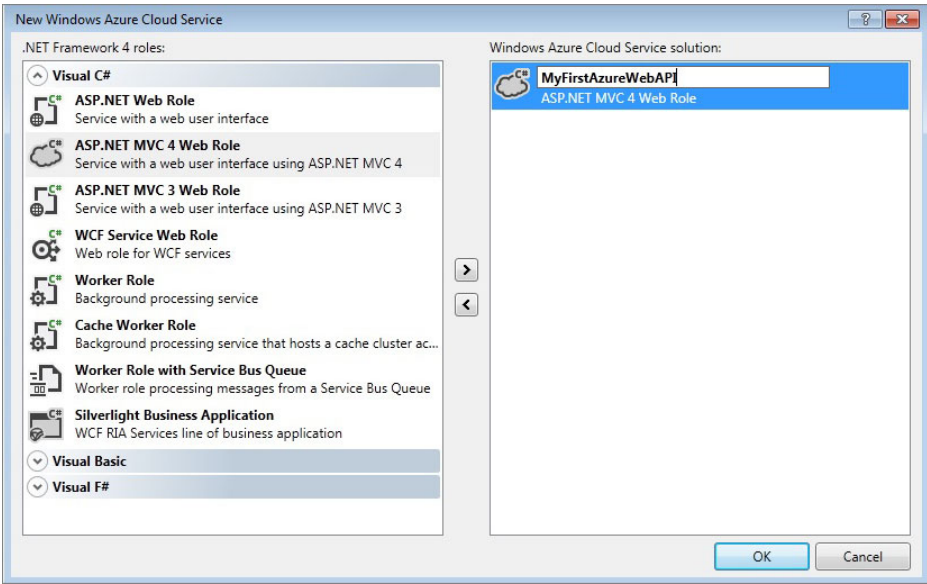 New Windows Azure Cloud Service
.NET Framework 4 roles:
Visual C#
ASP.NET Web Role
Service with a web user interface
ASP.NET MVC 4 Web Role
Service with a web user interface using ASP.NET MVC 4
ASP.NET MVC 3 Web Role
Service with a web user interface using ASP.NET MVC 3
WCF Service Web Role
Web role for WCF services
Worker Role
Background processing service
Cache Worker Role
Background processing service that hosts a cache cluster ac...
Worker Role with Service Bus Queue
Worker role processing messages from a Service Bus Queue
Silverlight Business Application
WCF RIA Services line of business application
Visual Basic
Visual F#
Windows Azure Cloud Service solution:
MyFirstAzureWebAPI
ASP.NET MVC 4 Web Role
OK
Cancel